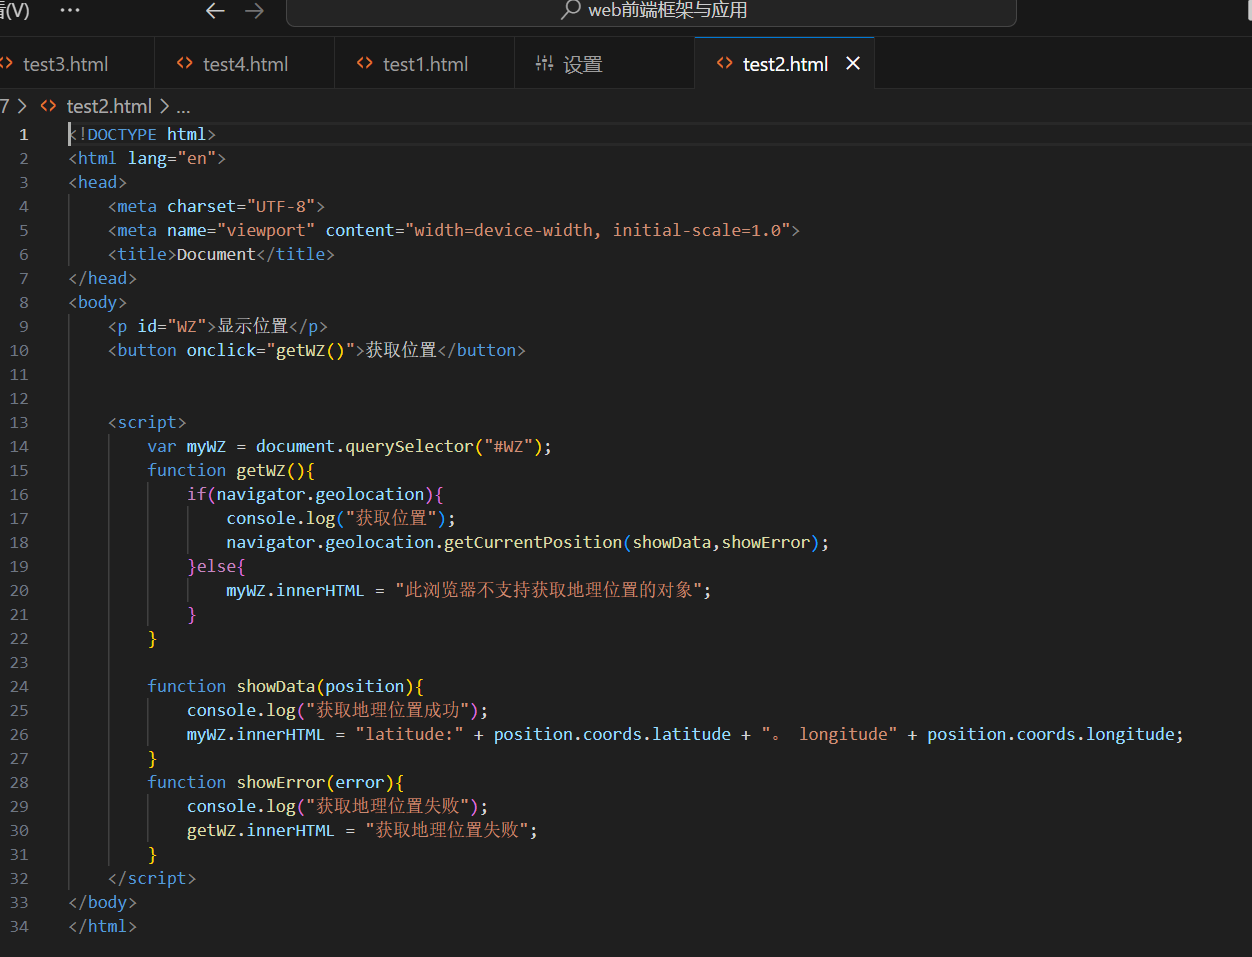 (V) ··· ← → web前端框架与应用
<> test3.html <> test4.html <> test1.html 设置 <> test2.html ×
7 > <> test2.html > ...
1 <!DOCTYPE html>
2 <html lang="en">
3 <head>
4 <meta charset="UTF-8">
5 <meta name="viewport" content="width=device-width, initial-scale=1.0">
6 <title>Document</title>
7 </head>
8 <body>
9 <p id="WZ">显示位置</p>
10 <button onclick="getWZ()">获取位置</button>
11
12
13 <script>
14 var myWZ = document.querySelector("#WZ");
15 function getWZ(){
16 if(navigator.geolocation){
17 console.log("获取位置");
18 navigator.geolocation.getCurrentPosition(showData,showError);
19 }else{
20 myWZ.innerHTML = "此浏览器不支持获取地理位置的对象";
21 }
22 }
23
24 function showData(position){
25 console.log("获取地理位置成功");
26 myWZ.innerHTML = "latitude:" + position.coords.latitude + "。 longitude" + position.coords.longitude;
27 }
28 function showError(error){
29 console.log("获取地理位置失败");
30 getWZ.innerHTML = "获取地理位置失败";
31 }
32 </script>
33 </body>
34 </html>